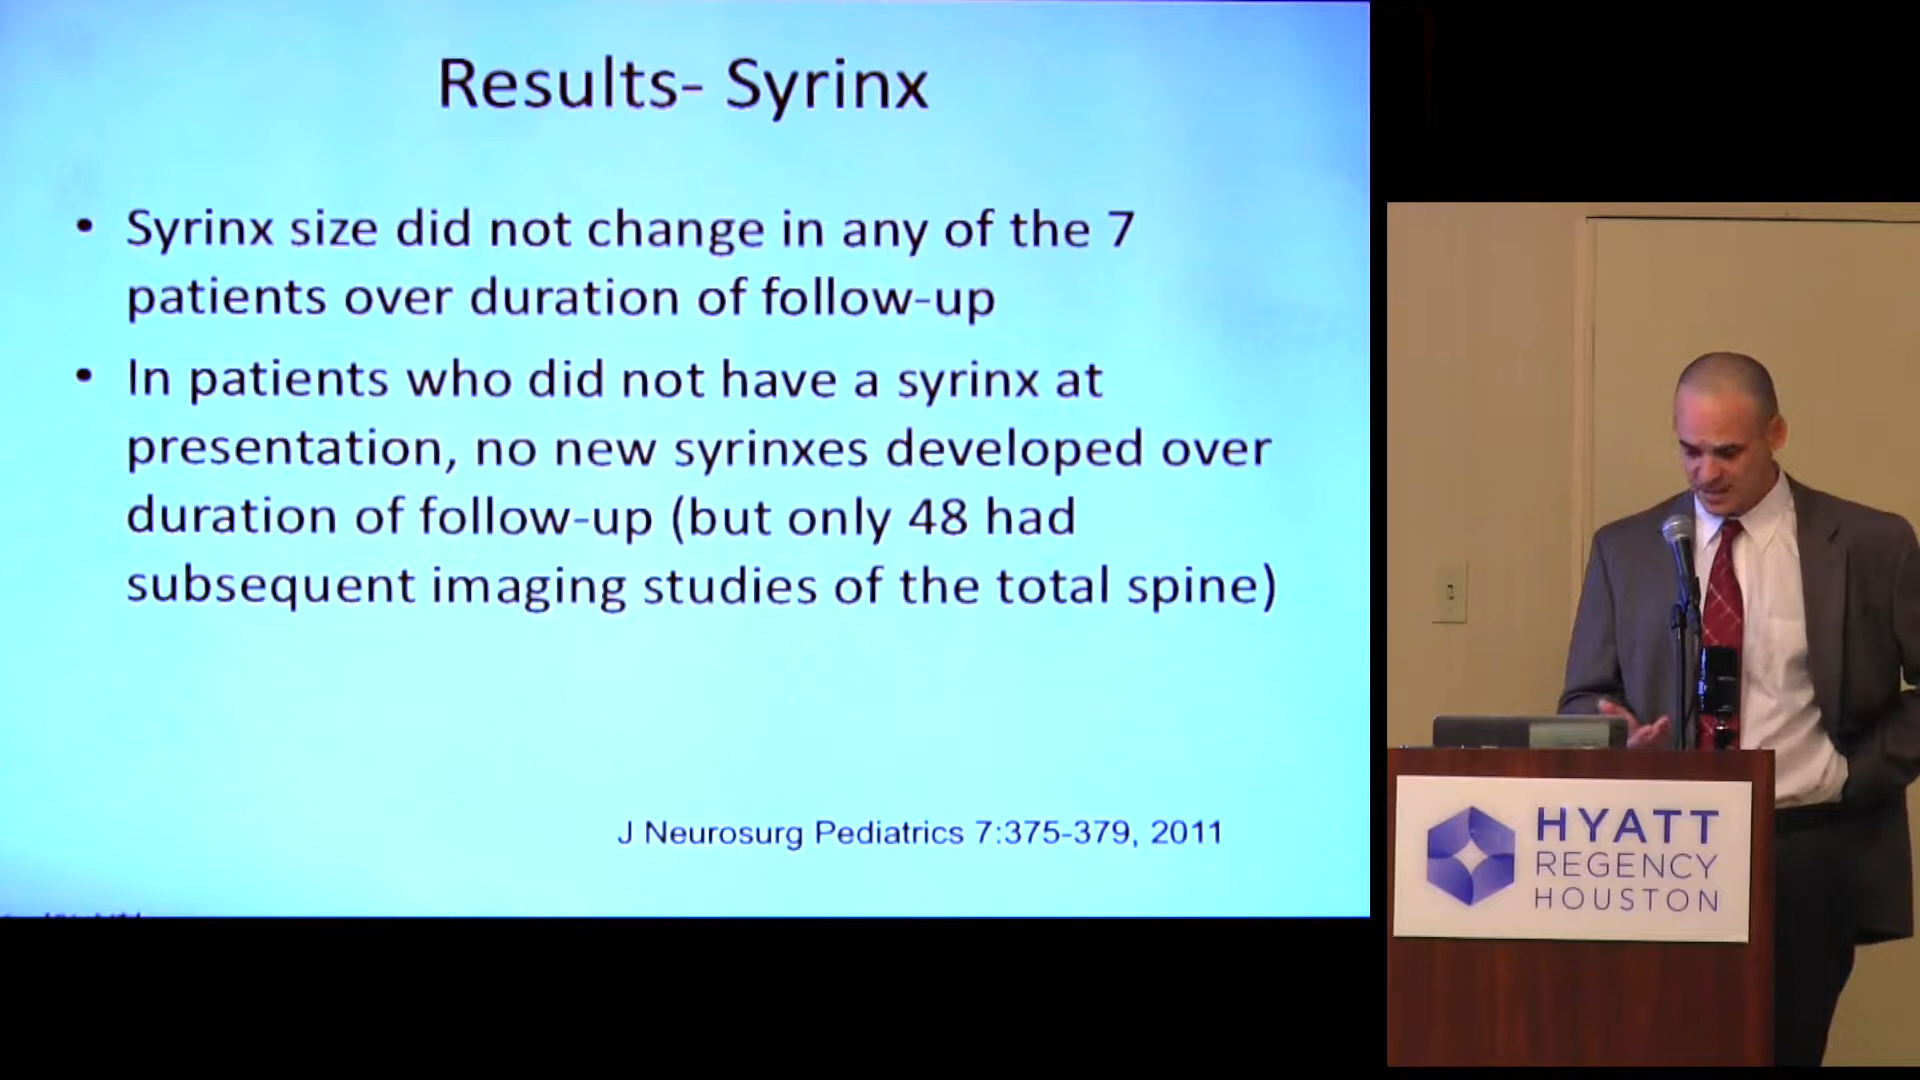 Results- Syrinx
• Syrinx size did not change in any of the 7
patients over duration of follow-up
• In patients who did not have a syrinx at
presentation, no new syrinxes developed over
duration of follow-up (but only 48 had
subsequent imaging studies of the total spine)
J Neurosurg Pediatrics 7:375-379, 2011
HYATT
REGENCY
HOUSTON